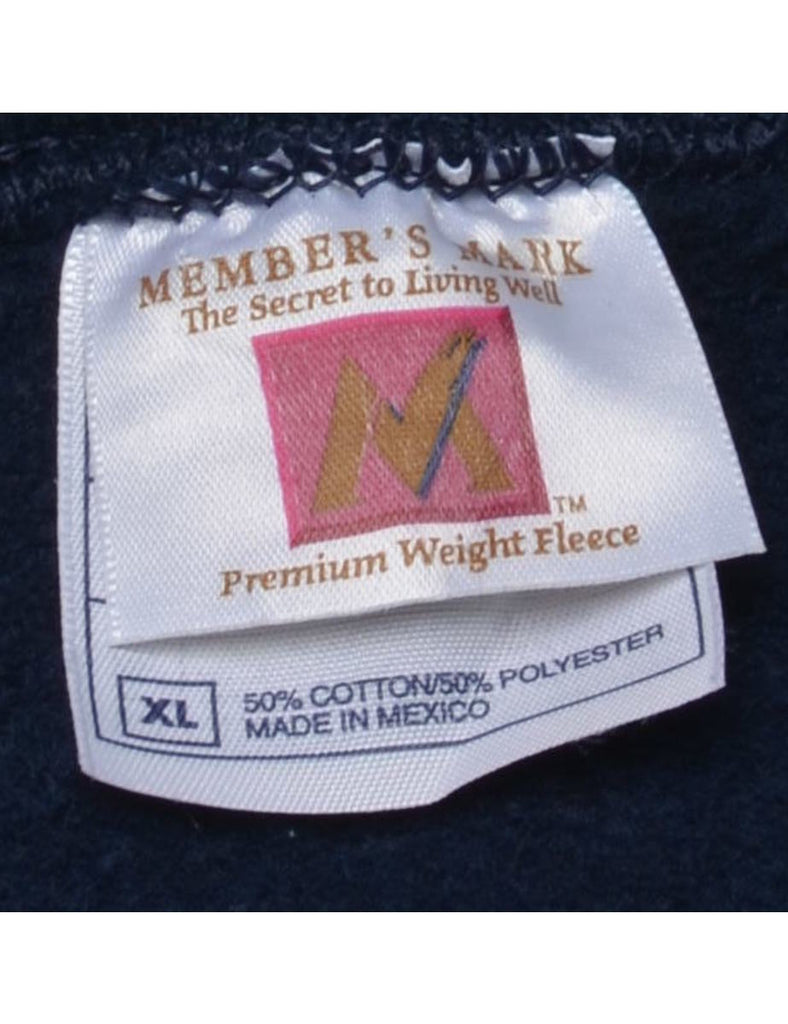 MEMBER'S MARK
The Secret to Living Well
M
TM
Premium Weight Fleece
XL
50% COTTON/50% POLYESTER
MADE IN MEXICO